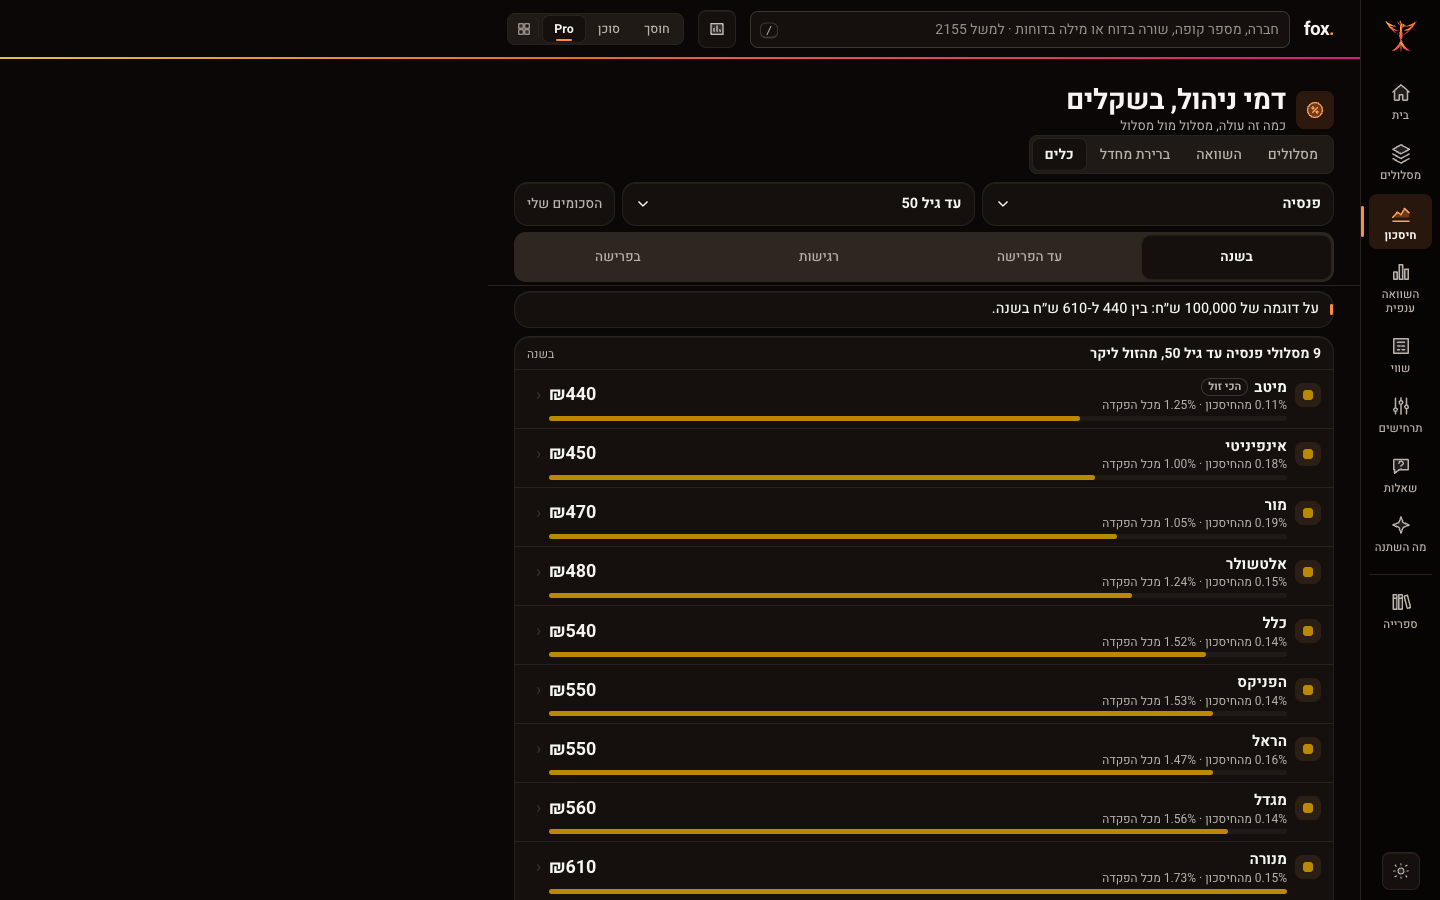 fox.
חברה, מספר קופה, שורה בדוח או מילה בדוחות · למשל 2155
/
חוסך
סוכן
Pro
בית
מסלולים
חיסכון
השוואה
ענפית
שווי
תרחישים
שאלות
מה השתנה
ספרייה
דמי ניהול, בשקלים
כמה זה עולה, מסלול מול מסלול
מסלולים
השוואה
ברירת מחדל
כלים
פנסיה
עד גיל 50
הסכומים שלי
בשנה
עד הפרישה
רגישות
בפרישה
על דוגמה של 100,000 ש״ח: בין 440 ל-610 ש״ח בשנה.
9 מסלולי פנסיה עד גיל 50, מהזול ליקר
בשנה
מיטב הכי זול
0.11% מהחיסכון · 1.25% מכל הפקדה
₪440
אינפיניטי
0.18% מהחיסכון · 1.00% מכל הפקדה
₪450
מור
0.19% מהחיסכון · 1.05% מכל הפקדה
₪470
אלטשולר
0.15% מהחיסכון · 1.24% מכל הפקדה
₪480
כלל
0.14% מהחיסכון · 1.52% מכל הפקדה
₪540
הפניקס
0.14% מהחיסכון · 1.53% מכל הפקדה
₪550
הראל
0.16% מהחיסכון · 1.47% מכל הפקדה
₪550
מגדל
0.14% מהחיסכון · 1.56% מכל הפקדה
₪560
מנורה
0.15% מהחיסכון · 1.73% מכל הפקדה
₪610